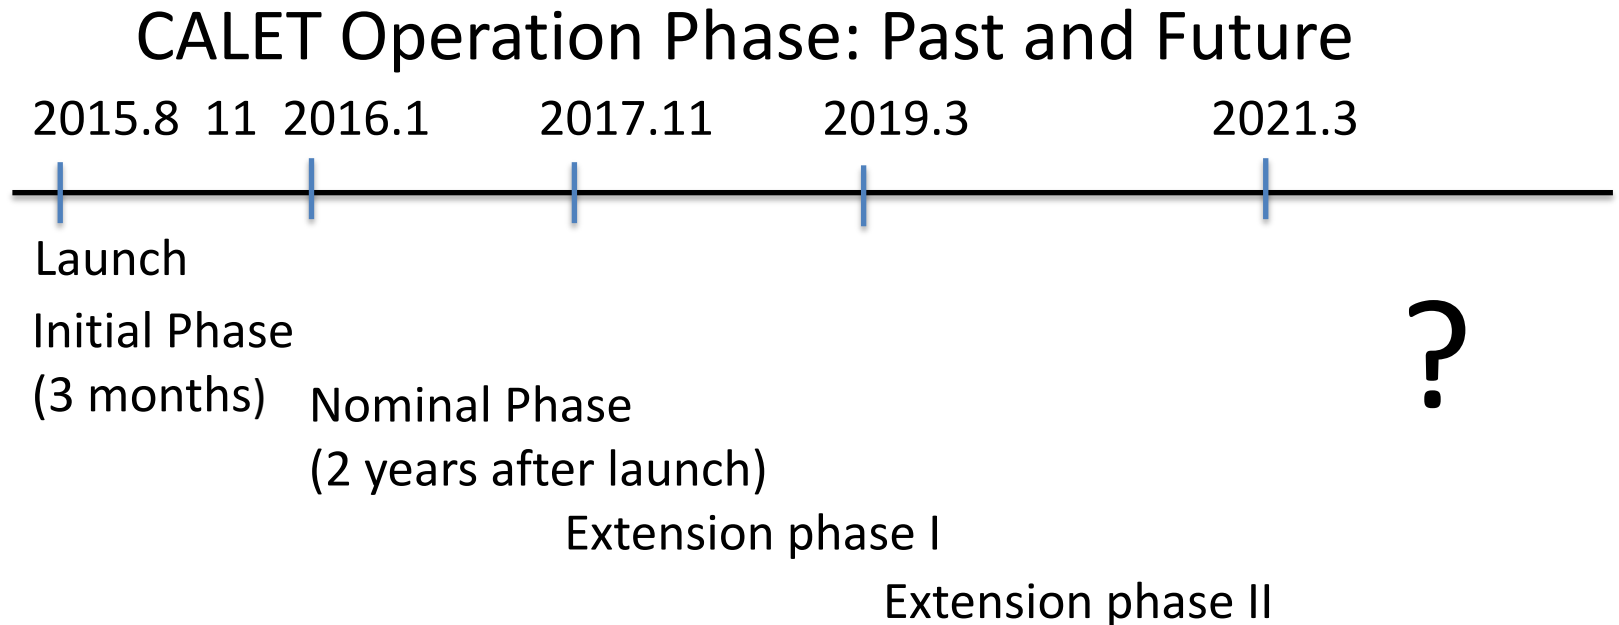 CALET Operation Phase: Past and Future
2015.8 11 2016.1 2017.11 2019.3 2021.3
Launch
Initial Phase
(3 months)
?
Nominal Phase
(2 years after launch)
Extension phase I
Extension phase II